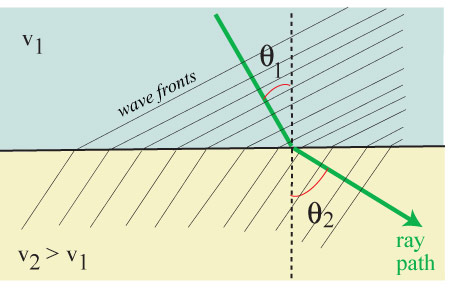 v₁
θ₁
wave fronts
θ₂
v₂ > v₁
ray
path